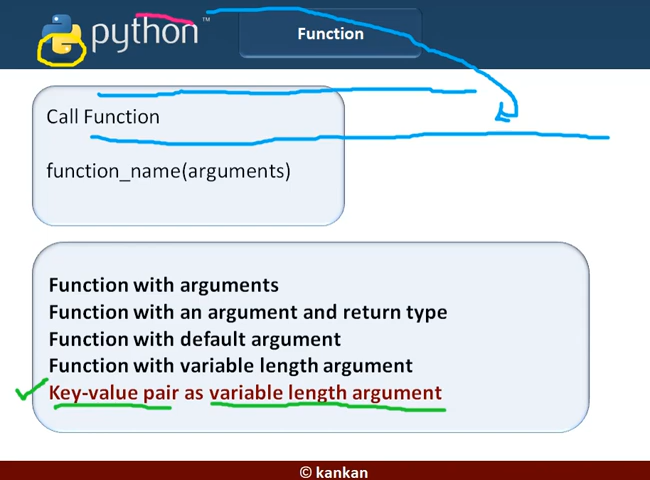 python™
Function
Call Function
function_name(arguments)
Function with arguments
Function with an argument and return type
Function with default argument
Function with variable length argument
Key-value pair as variable length argument
© kankan